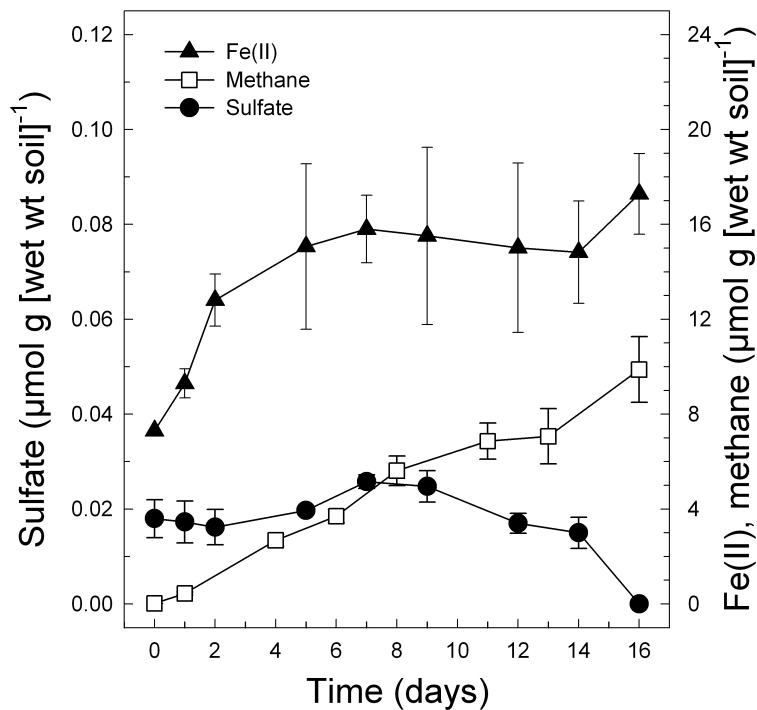 Fe(II)
Methane
Sulfate
0.12
0.10
0.08
0.06
0.04
0.02
0.00
24
20
16
12
8
4
0
0 2 4 6 8 10 12 14 16
Time (days)
Sulfate (μmol g [wet wt soil]⁻¹)
Fe(II), methane (μmol g [wet wt soil]⁻¹)